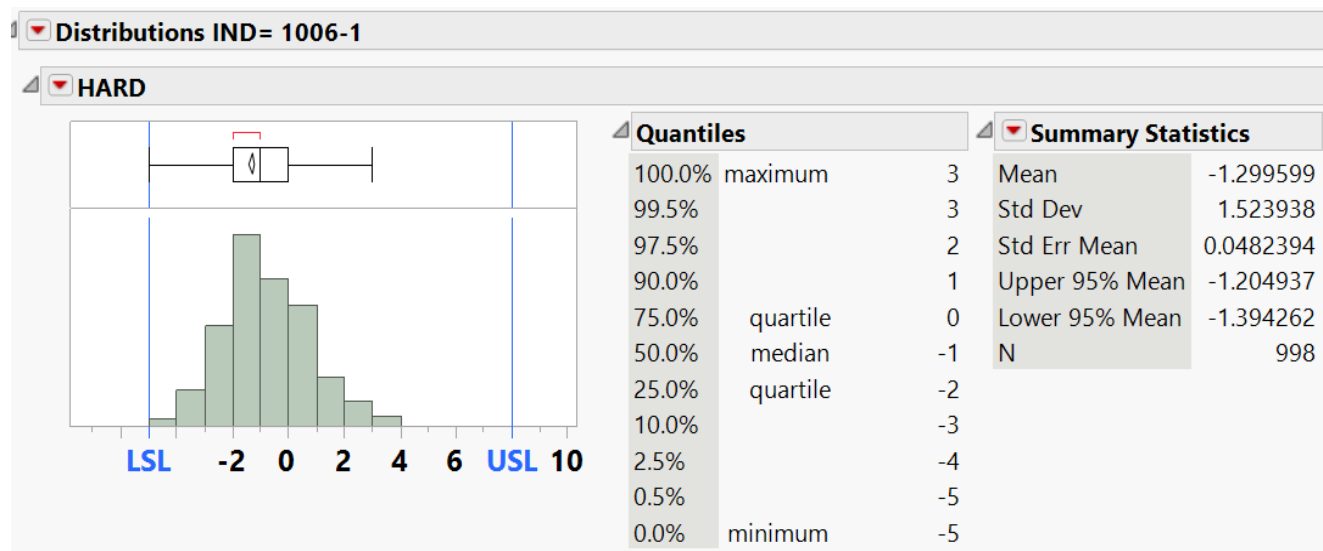 Distributions IND= 1006-1
HARD
LSL -2 0 2 4 6 USL 10
Quantiles
100.0% maximum 3
99.5% 3
97.5% 2
90.0% 1
75.0% quartile 0
50.0% median -1
25.0% quartile -2
10.0% -3
2.5% -4
0.5% -5
0.0% minimum -5
Summary Statistics
Mean -1.299599
Std Dev 1.523938
Std Err Mean 0.0482394
Upper 95% Mean -1.204937
Lower 95% Mean -1.394262
N 998